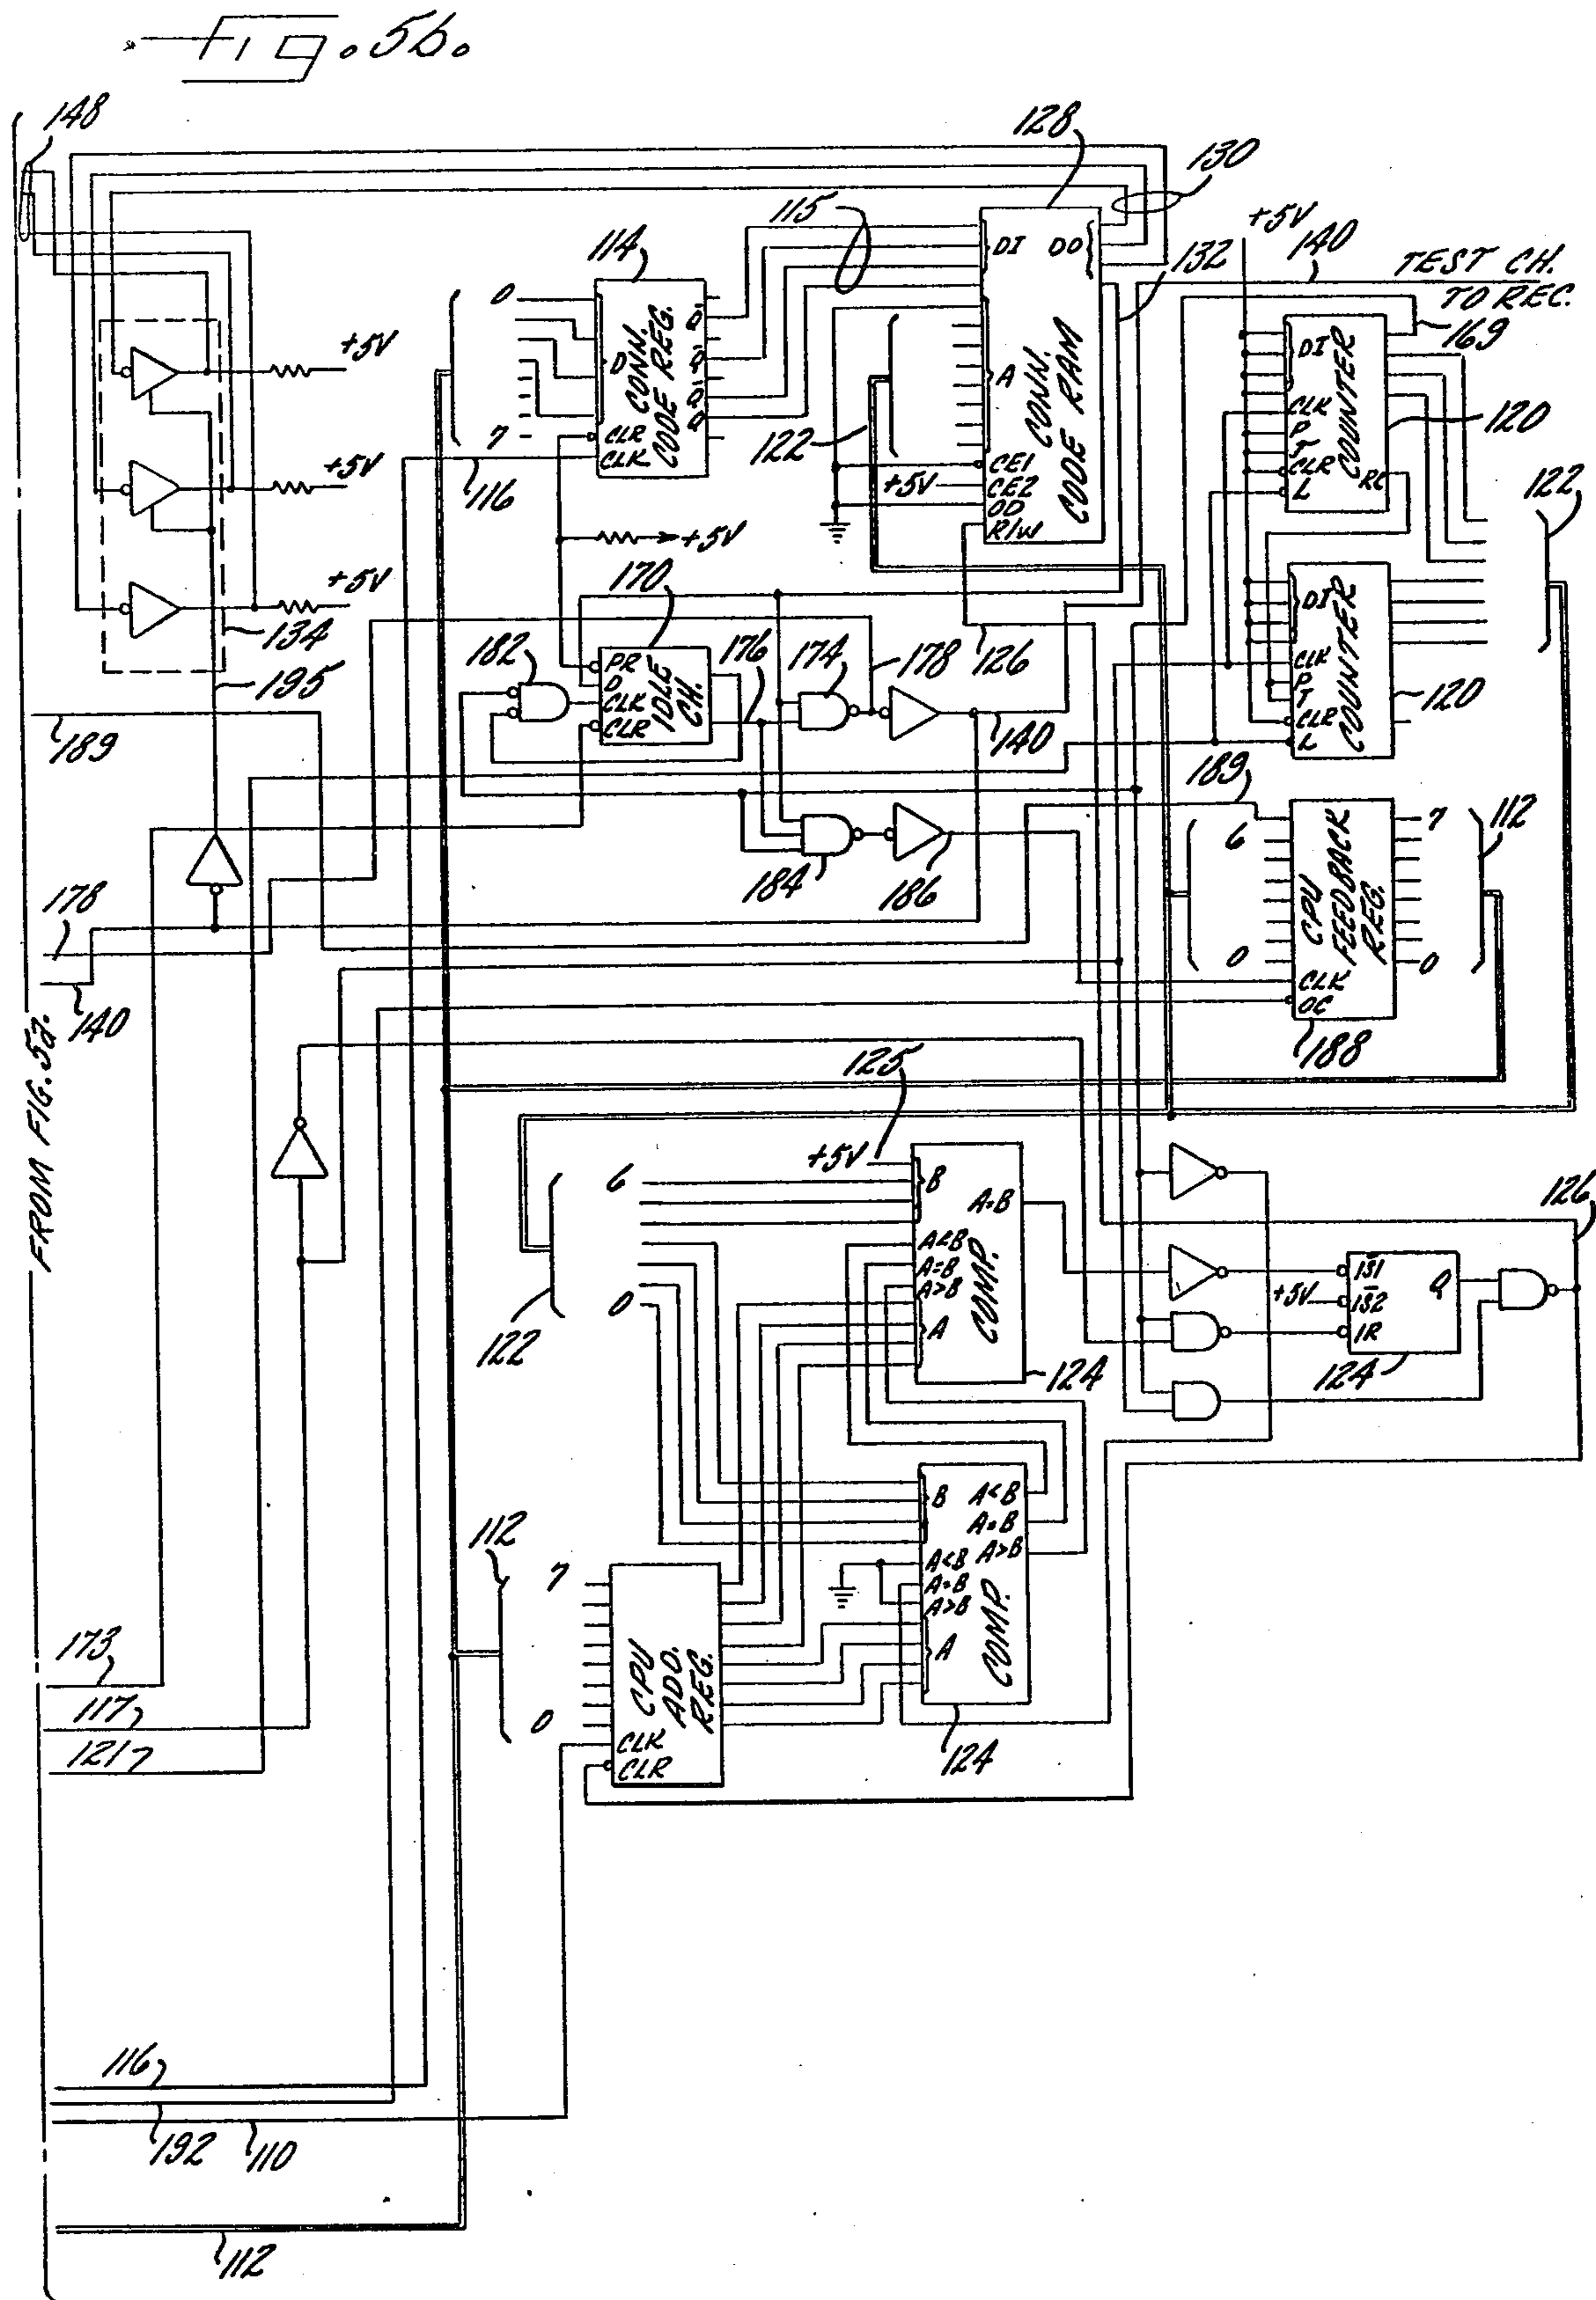 Fig. 5b.
148
128
130
115
+5V
140
TEST CH.
TO REC.
114
132
169
0
7
D
CONN.
CODE REG.
Q
Q
Q
Q
CLR
CLK
116
DI
DO
A
CONN.
CODE RAM
CE1
+5V
CE2
OD
R/W
122
DI
COUNTER
CLK
P
T
CLR
L
RC
120
122
+5V
+5V
+5V
134
195
+5V
170
182
PR
D
CLK
CLR
IDLE
CH.
176
174
178
126
140
DI
COUNTER
CLK
P
T
CLR
L
120
189
189
184
186
6
0
CPU
FEEDBACK
REG.
CLK
OC
7
0
112
188
178
140
FROM FIG. 5a.
125
+5V
6
0
122
B
A=B
A<B
A=B
A>B
A
COMP.
124
126
1S1
+5V
1S2
1R
Q
124
B
A<B
A=B
A>B
A<B
A=B
A>B
A
COMP.
124
112
7
0
CPU
ADD.
REG.
CLK
CLR
173
117
121
116
192
110
112